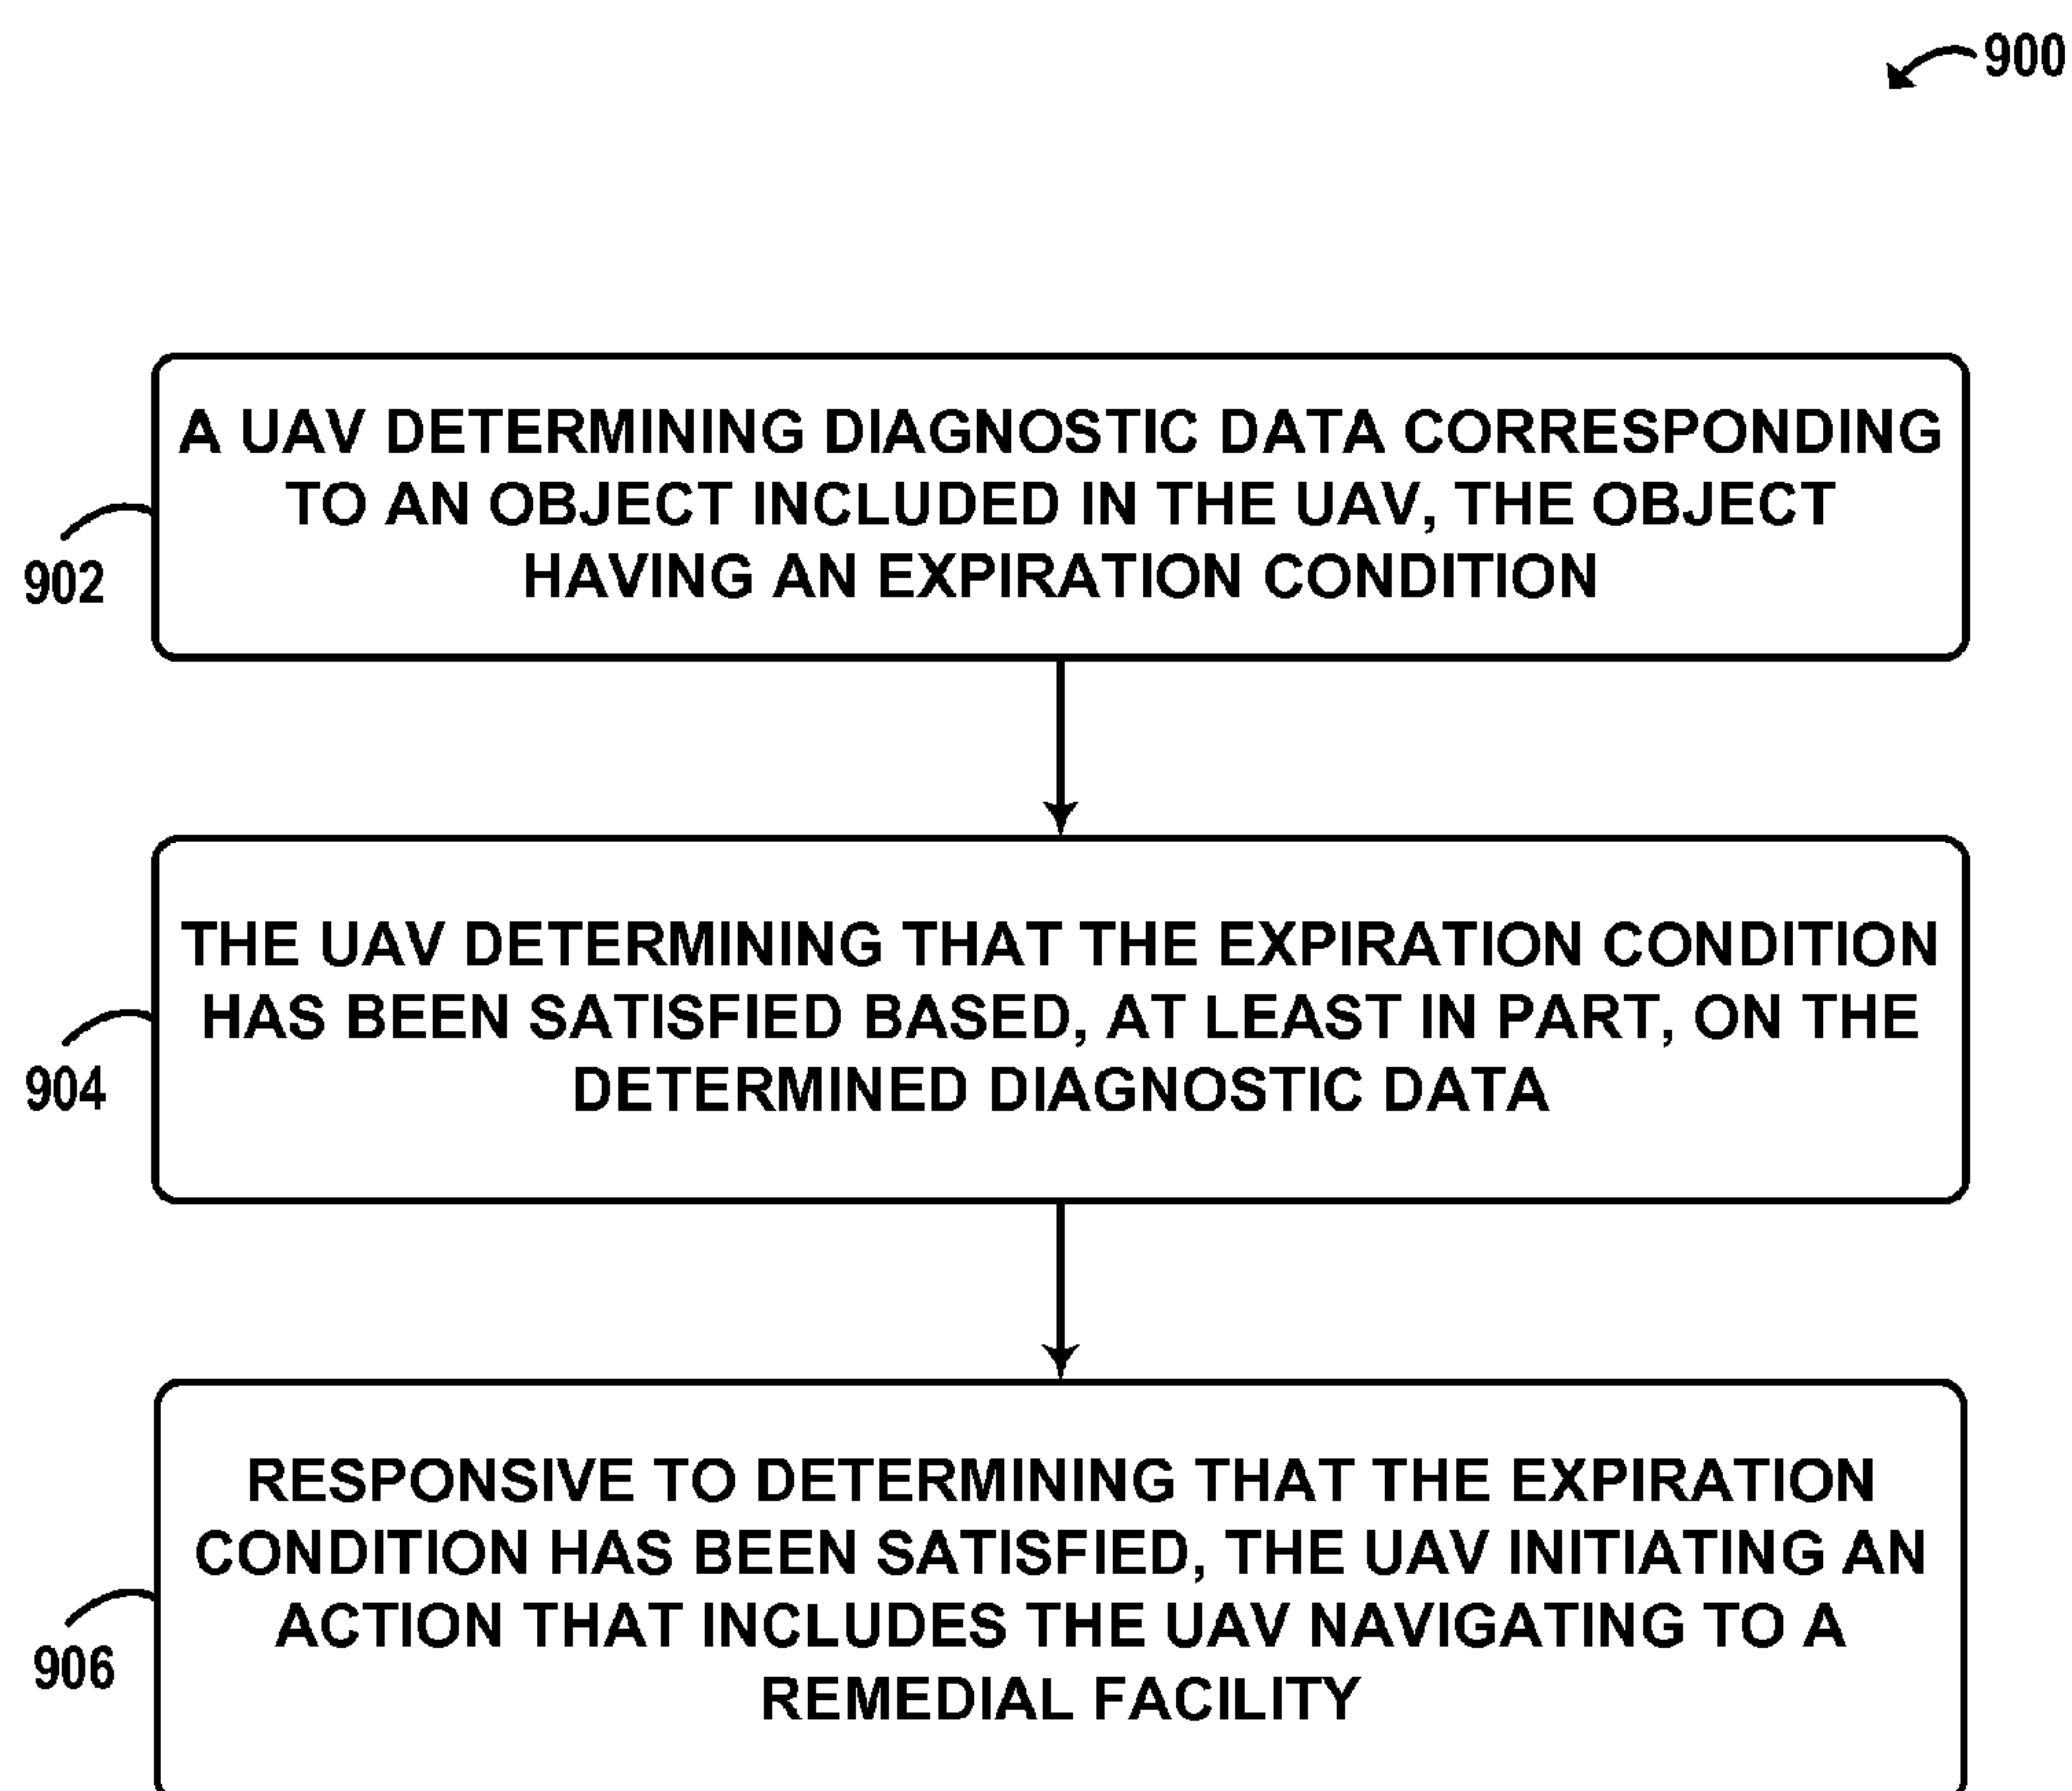 900
A UAV DETERMINING DIAGNOSTIC DATA CORRESPONDING
TO AN OBJECT INCLUDED IN THE UAV, THE OBJECT
HAVING AN EXPIRATION CONDITION
902
THE UAV DETERMINING THAT THE EXPIRATION CONDITION
HAS BEEN SATISFIED BASED, AT LEAST IN PART, ON THE
DETERMINED DIAGNOSTIC DATA
904
RESPONSIVE TO DETERMINING THAT THE EXPIRATION
CONDITION HAS BEEN SATISFIED, THE UAV INITIATING AN
ACTION THAT INCLUDES THE UAV NAVIGATING TO A
REMEDIAL FACILITY
906